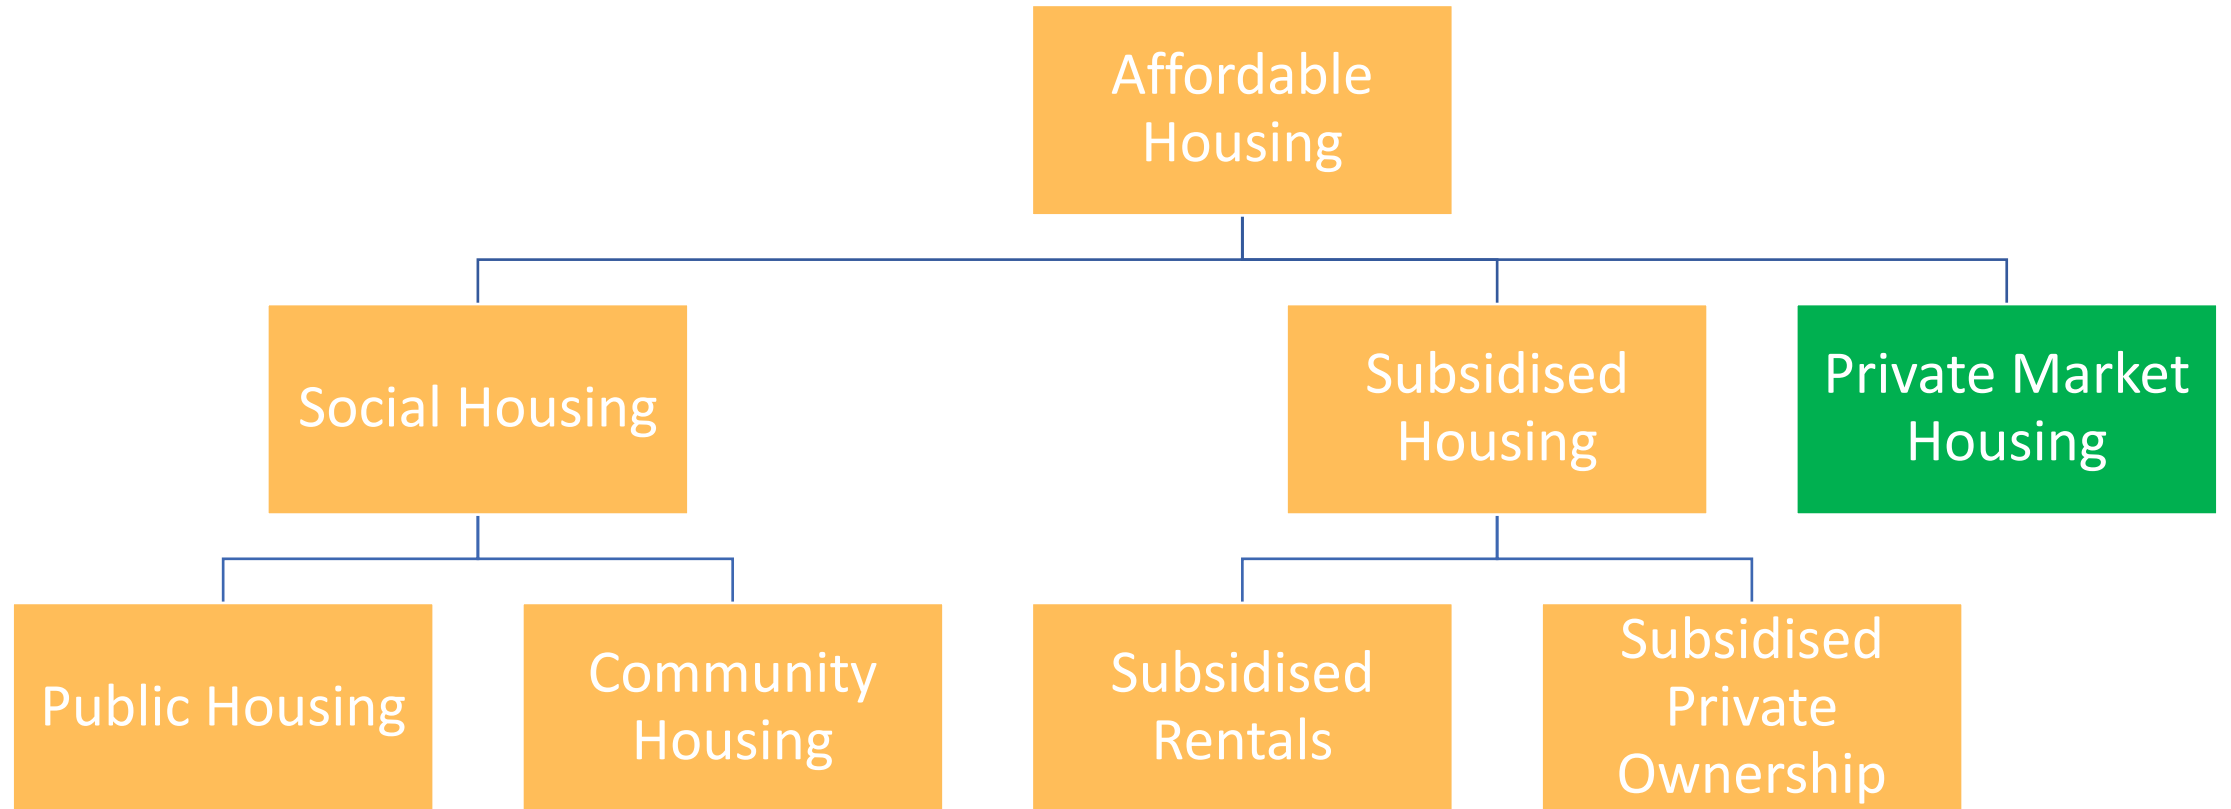 Affordable
Housing
Social Housing
Subsidised
Housing
Private Market
Housing
Public Housing
Community
Housing
Subsidised
Rentals
Subsidised
Private
Ownership